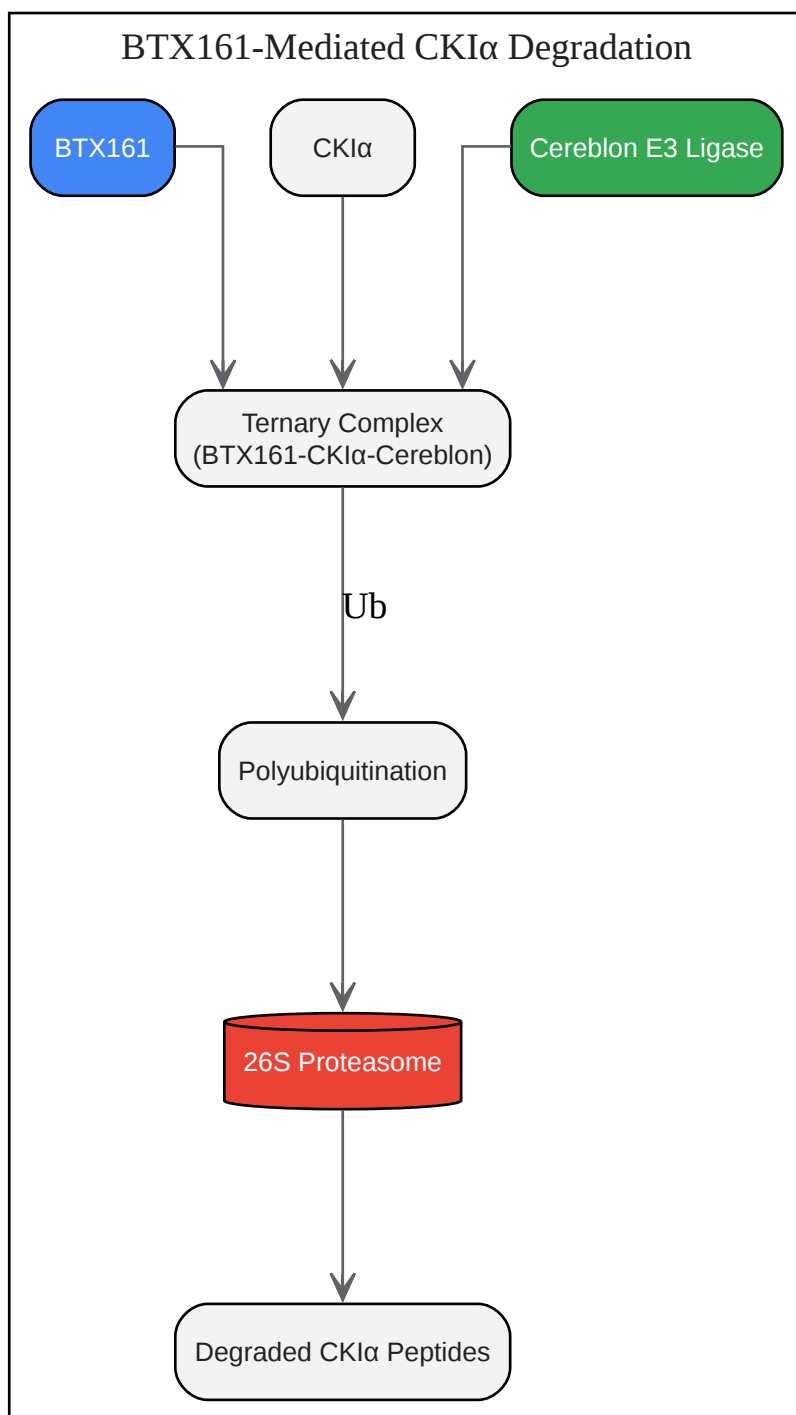 BTX161-Mediated CKIα Degradation
BTX161
CKIα
Cereblon E3 Ligase
Ternary Complex
(BTX161-CKIα-Cereblon)
Ub
Polyubiquitination
26S Proteasome
Degraded CKIα Peptides